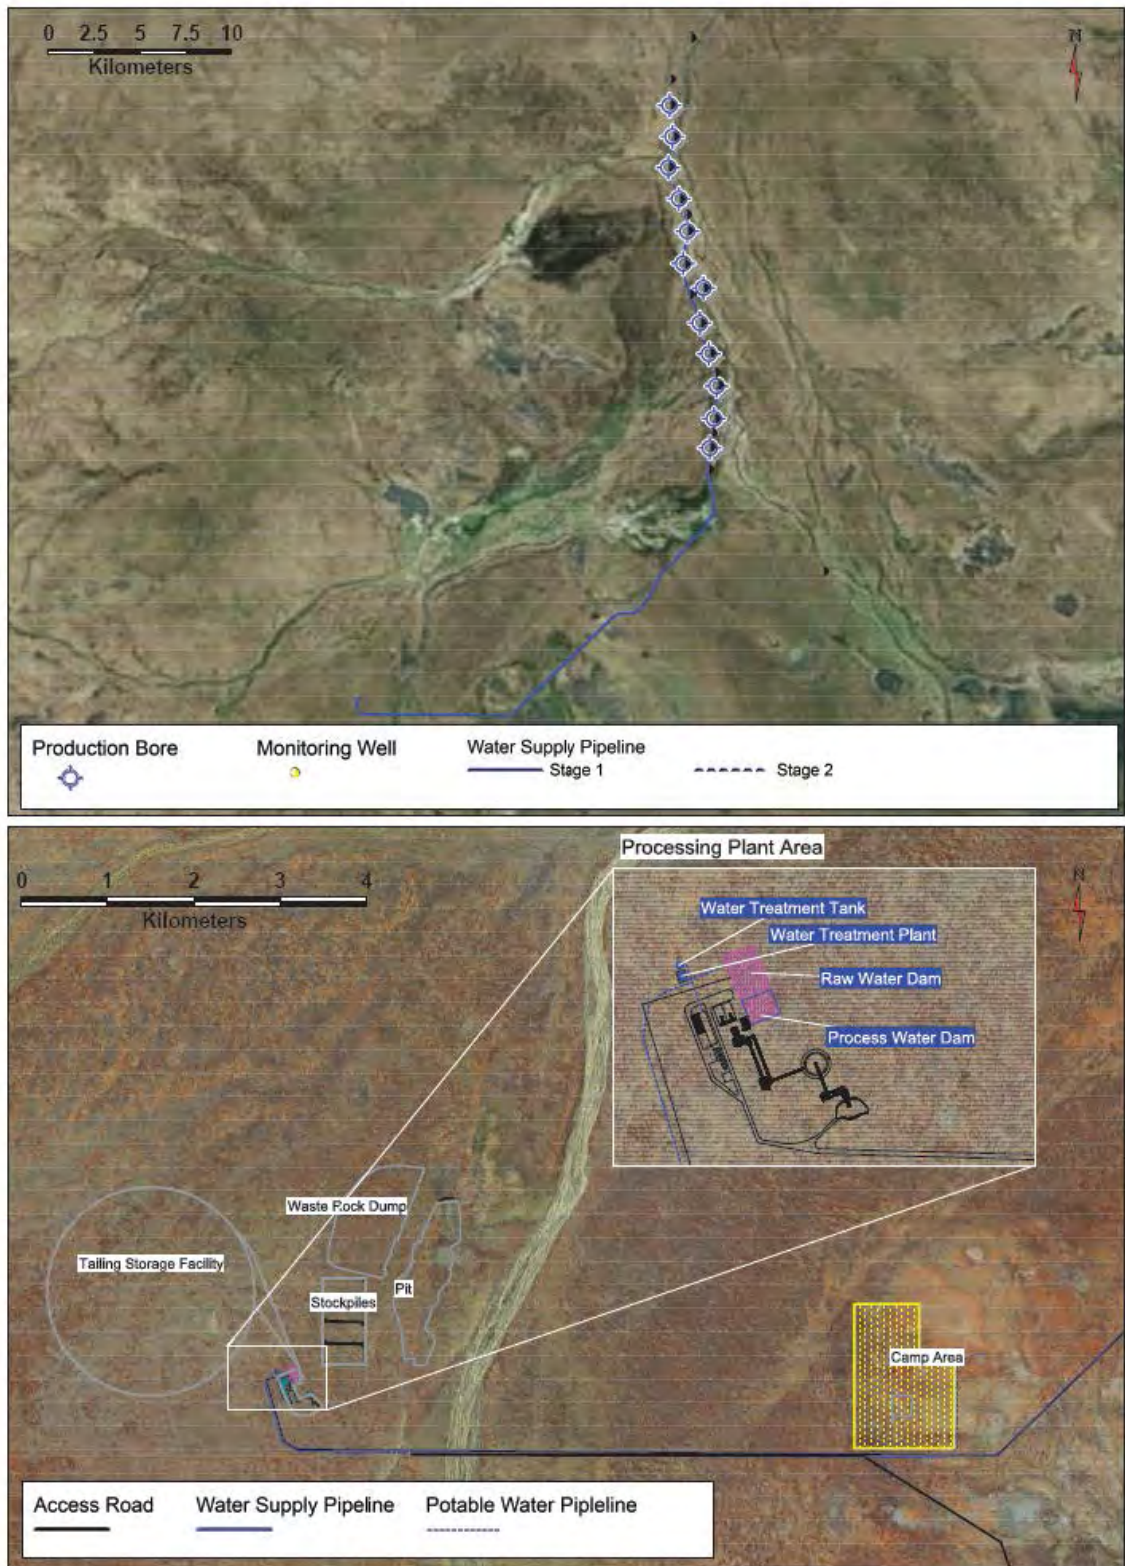 0 2.5 5 7.5 10
Kilometers
N
Production Bore
Monitoring Well
Water Supply Pipeline
Stage 1
Stage 2
Processing Plant Area
0 1 2 3 4
Kilometers
N
Water Treatment Tank
Water Treatment Plant
Raw Water Dam
Process Water Dam
Waste Rock Dump
Tailing Storage Facility
Pit
Stockpiles
Camp Area
Access Road
Water Supply Pipeline
Potable Water Pipleline